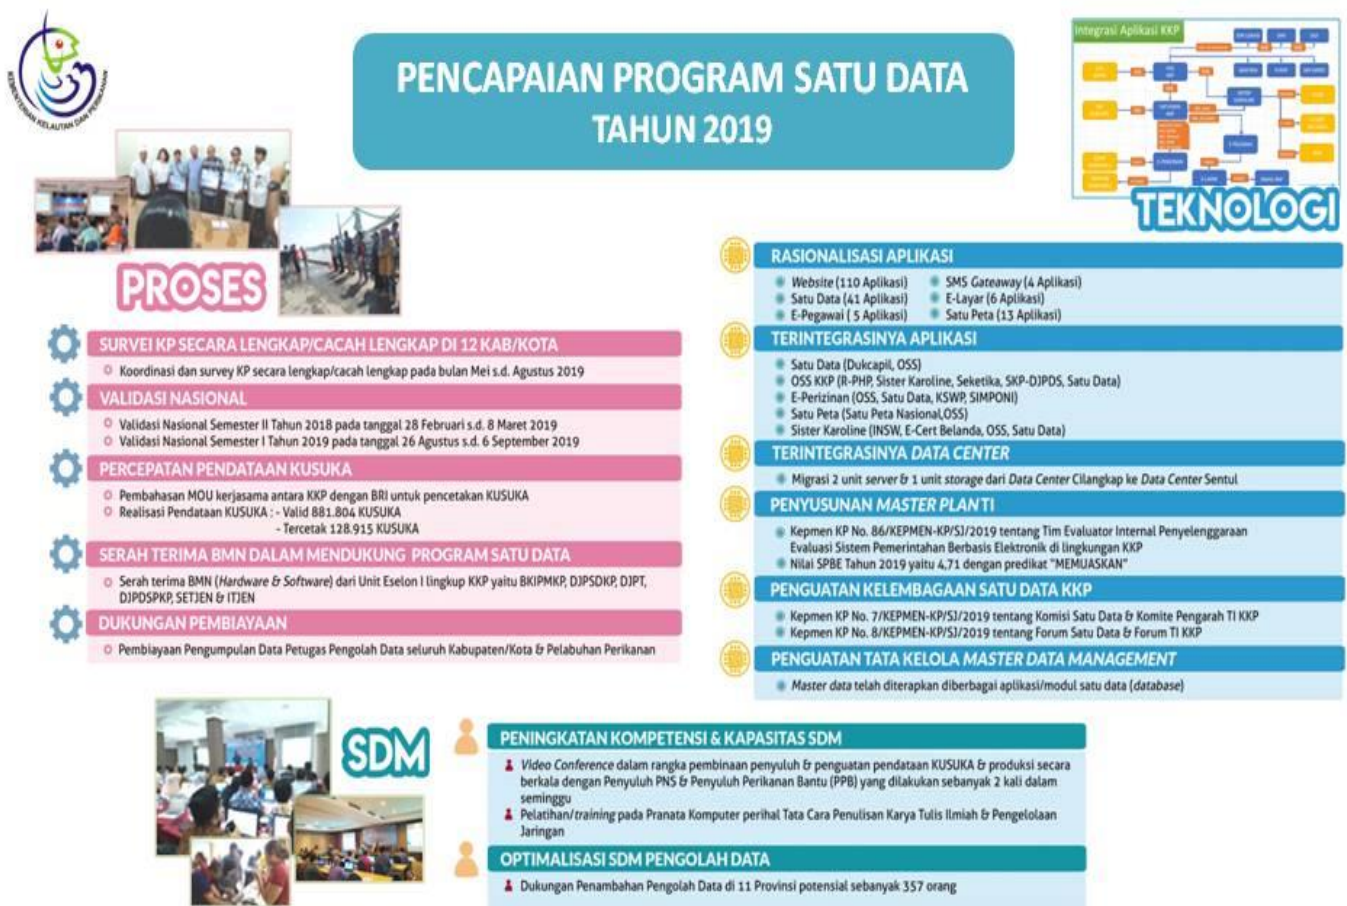 KEMENTERIAN KELAUTAN DAN PERIKANAN
PENCAPAIAN PROGRAM SATU DATA
TAHUN 2019
Integrasi Aplikasi KKP
PROSES
SURVEI KP SECARA LENGKAP/CACAH LENGKAP DI 12 KAB/KOTA
Koordinasi dan survey KP secara lengkap/cacah lengkap pada bulan Mei s.d. Agustus 2019
VALIDASI NASIONAL
Validasi Nasional Semester II Tahun 2018 pada tanggal 28 Februari s.d. 8 Maret 2019
Validasi Nasional Semester I Tahun 2019 pada tanggal 26 Agustus s.d. 6 September 2019
PERCEPATAN PENDATAAN KUSUKA
Pembahasan MOU kerjasama antara KKP dengan BRI untuk pencetakan KUSUKA
Realisasi Pendataan KUSUKA : - Valid 881.804 KUSUKA
- Tercetak 128.915 KUSUKA
SERAH TERIMA BMN DALAM MENDUKUNG PROGRAM SATU DATA
Serah terima BMN (Hardware & Software) dari Unit Eselon I lingkup KKP yaitu BKIPMKP, DJPSDKP, DJPT,
DJPDSPKP, SETJEN & ITJEN
DUKUNGAN PEMBIAYAAN
Pembiayaan Pengumpulan Data Petugas Pengolah Data seluruh Kabupaten/Kota & Pelabuhan Perikanan
TEKNOLOGI
RASIONALISASI APLIKASI
Website (110 Aplikasi)
Satu Data (41 Aplikasi)
E-Pegawai ( 5 Aplikasi)
SMS Gateaway (4 Aplikasi)
E-Layar (6 Aplikasi)
Satu Peta (13 Aplikasi)
TERINTEGRASINYA APLIKASI
Satu Data (Dukcapil, OSS)
OSS KKP (R-PHP, Sister Karoline, Seketika, SKP-DJPDS, Satu Data)
E-Perizinan (OSS, Satu Data, KSWP, SIMPONI)
Satu Peta (Satu Peta Nasional,OSS)
Sister Karoline (INSW, E-Cert Belanda, OSS, Satu Data)
TERINTEGRASINYA DATA CENTER
Migrasi 2 unit server & 1 unit storage dari Data Center Cilangkap ke Data Center Sentul
PENYUSUNAN MASTER PLAN TI
Kepmen KP No. 86/KEPMEN-KP/SJ/2019 tentang Tim Evaluator Internal Penyelenggaraan
Evaluasi Sistem Pemerintahan Berbasis Elektronik di lingkungan KKP
Nilai SPBE Tahun 2019 yaitu 4,71 dengan predikat "MEMUASKAN"
PENGUATAN KELEMBAGAAN SATU DATA KKP
Kepmen KP No. 7/KEPMEN-KP/SJ/2019 tentang Komisi Satu Data & Komite Pengarah TI KKP
Kepmen KP No. 8/KEPMEN-KP/SJ/2019 tentang Forum Satu Data & Forum TI KKP
PENGUATAN TATA KELOLA MASTER DATA MANAGEMENT
Master data telah diterapkan diberbagai aplikasi/modul satu data (database)
SDM
PENINGKATAN KOMPETENSI & KAPASITAS SDM
Video Conference dalam rangka pembinaan penyuluh & penguatan pendataan KUSUKA & produksi secara
berkala dengan Penyuluh PNS & Penyuluh Perikanan Bantu (PPB) yang dilakukan sebanyak 2 kali dalam
seminggu
Pelatihan/training pada Pranata Komputer perihal Tata Cara Penulisan Karya Tulis Ilmiah & Pengelolaan
Jaringan
OPTIMALISASI SDM PENGOLAH DATA
Dukungan Penambahan Pengolah Data di 11 Provinsi potensial sebanyak 357 orang